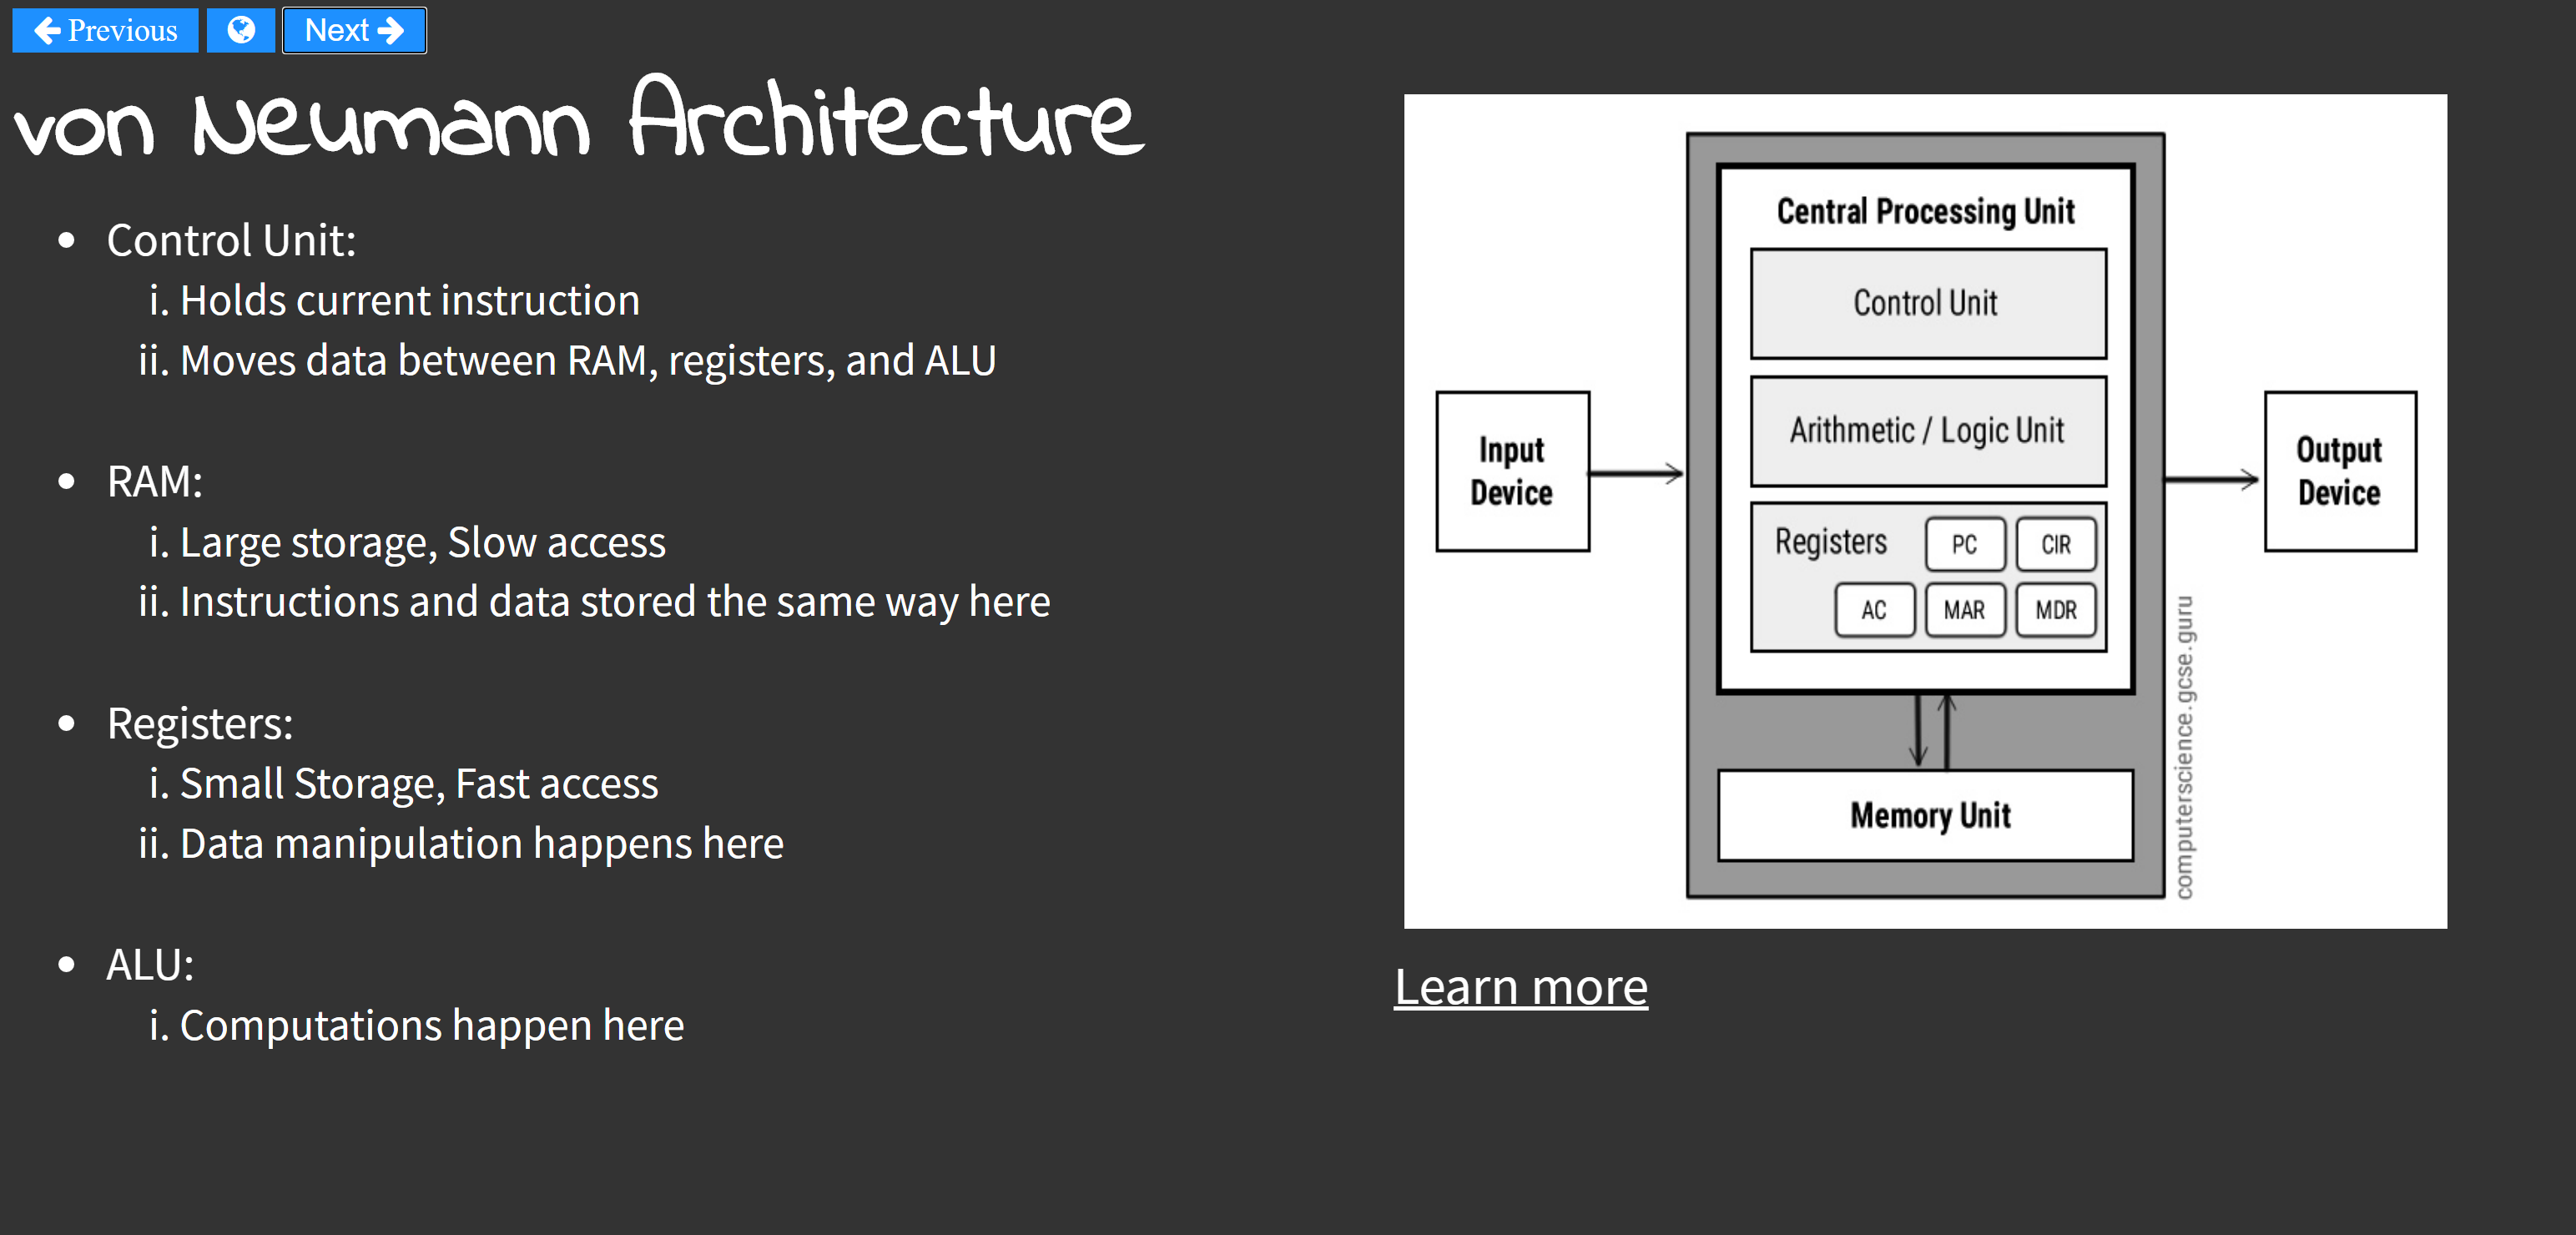 Previous
Next
von Neumann Architecture
• Control Unit:
i. Holds current instruction
ii. Moves data between RAM, registers, and ALU
• RAM:
i. Large storage, Slow access
ii. Instructions and data stored the same way here
• Registers:
i. Small Storage, Fast access
ii. Data manipulation happens here
• ALU:
i. Computations happen here
Central Processing Unit
Control Unit
Arithmetic / Logic Unit
Registers PC CIR
AC MAR MDR
Input
Device
Output
Device
Memory Unit
computerscience.gcse.guru
Learn more